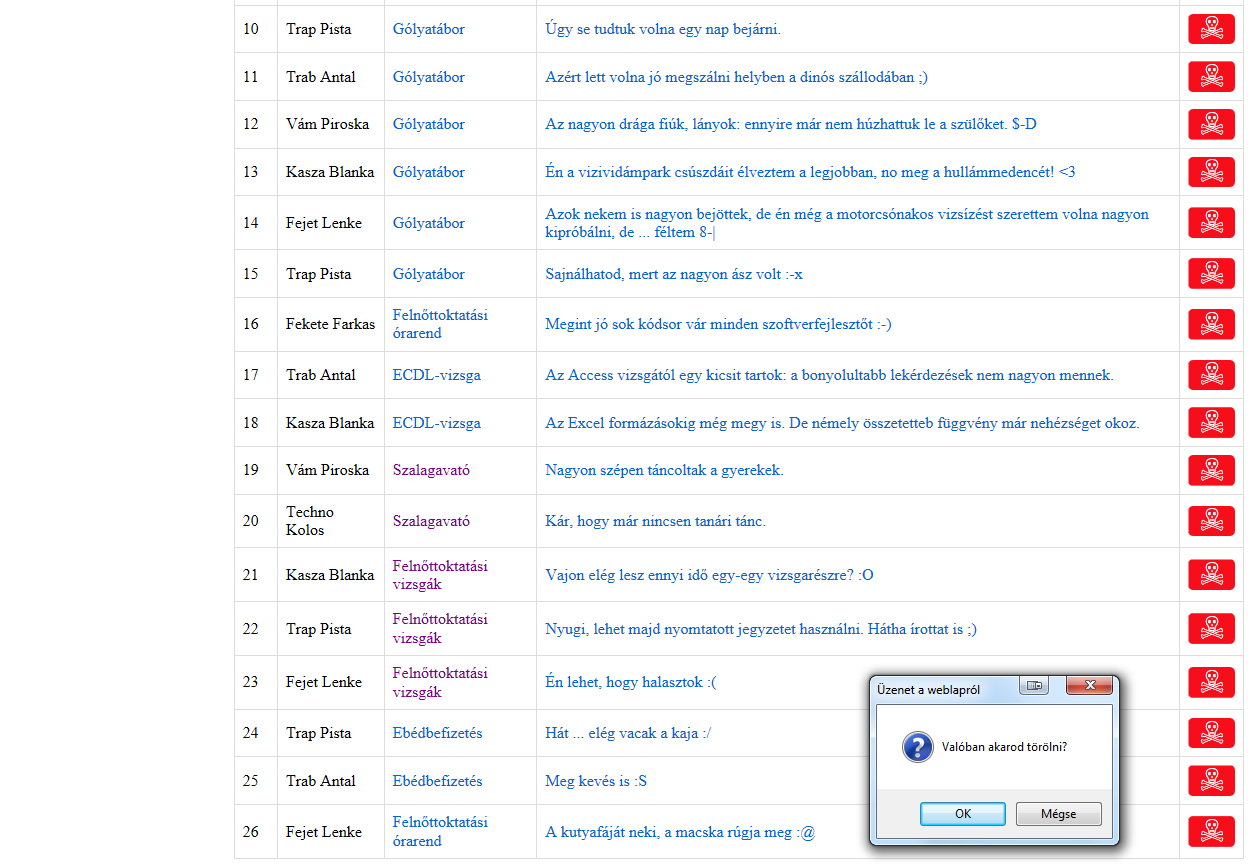 10 Trap Pista Gólyatábor Úgy se tudtuk volna egy nap bejárni.
11 Trab Antal Gólyatábor Azért lett volna jó megszálni helyben a dinós szállodában ;)
12 Vám Piroska Gólyatábor Az nagyon drága fiúk, lányok: ennyire már nem húzhattuk le a szülőket. $-D
13 Kasza Blanka Gólyatábor Én a vizividámpark csúszdáit élveztem a legjobban, no meg a hullámmedencét! <3
14 Fejet Lenke Gólyatábor Azok nekem is nagyon bejöttek, de én még a motorcsónakos vizsízést szerettem volna nagyon
kipróbálni, de ... féltem 8-|
15 Trap Pista Gólyatábor Sajnálhatod, mert az nagyon ász volt :-x
16 Fekete Farkas Felnőttoktatási
órarend Megint jó sok kódsor vár minden szoftverfejlesztőt :-)
17 Trab Antal ECDL-vizsga Az Access vizsgától egy kicsit tartok: a bonyolultabb lekérdezések nem nagyon mennek.
18 Kasza Blanka ECDL-vizsga Az Excel formázásokig még megy is. De némely összetetteb függvény már nehézséget okoz.
19 Vám Piroska Szalagavató Nagyon szépen táncoltak a gyerekek.
20 Techno
Kolos Szalagavató Kár, hogy már nincsen tanári tánc.
21 Kasza Blanka Felnőttoktatási
vizsgák Vajon elég lesz ennyi idő egy-egy vizsgarészre? :O
22 Trap Pista Felnőttoktatási
vizsgák Nyugi, lehet majd nyomtatott jegyzetet használni. Hátha írottat is ;)
23 Fejet Lenke Felnőttoktatási
vizsgák Én lehet, hogy halasztok :(
24 Trap Pista Ebédbefizetés Hát ... elég vacak a kaja :/
25 Trab Antal Ebédbefizetés Meg kevés is :S
26 Fejet Lenke Felnőttoktatási
órarend A kutyafáját neki, a macska rúgja meg :@
Üzenet a weblapról
Valóban akarod törölni?
OK Mégse